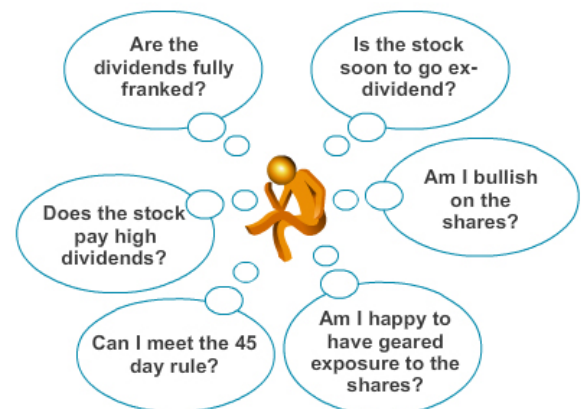 Are the
dividends fully
franked?
Is the stock
soon to go ex-
dividend?
Does the stock
pay high
dividends?
Am I bullish
on the
shares?
Can I meet the 45
day rule?
Am I happy to
have geared
exposure to the
shares?